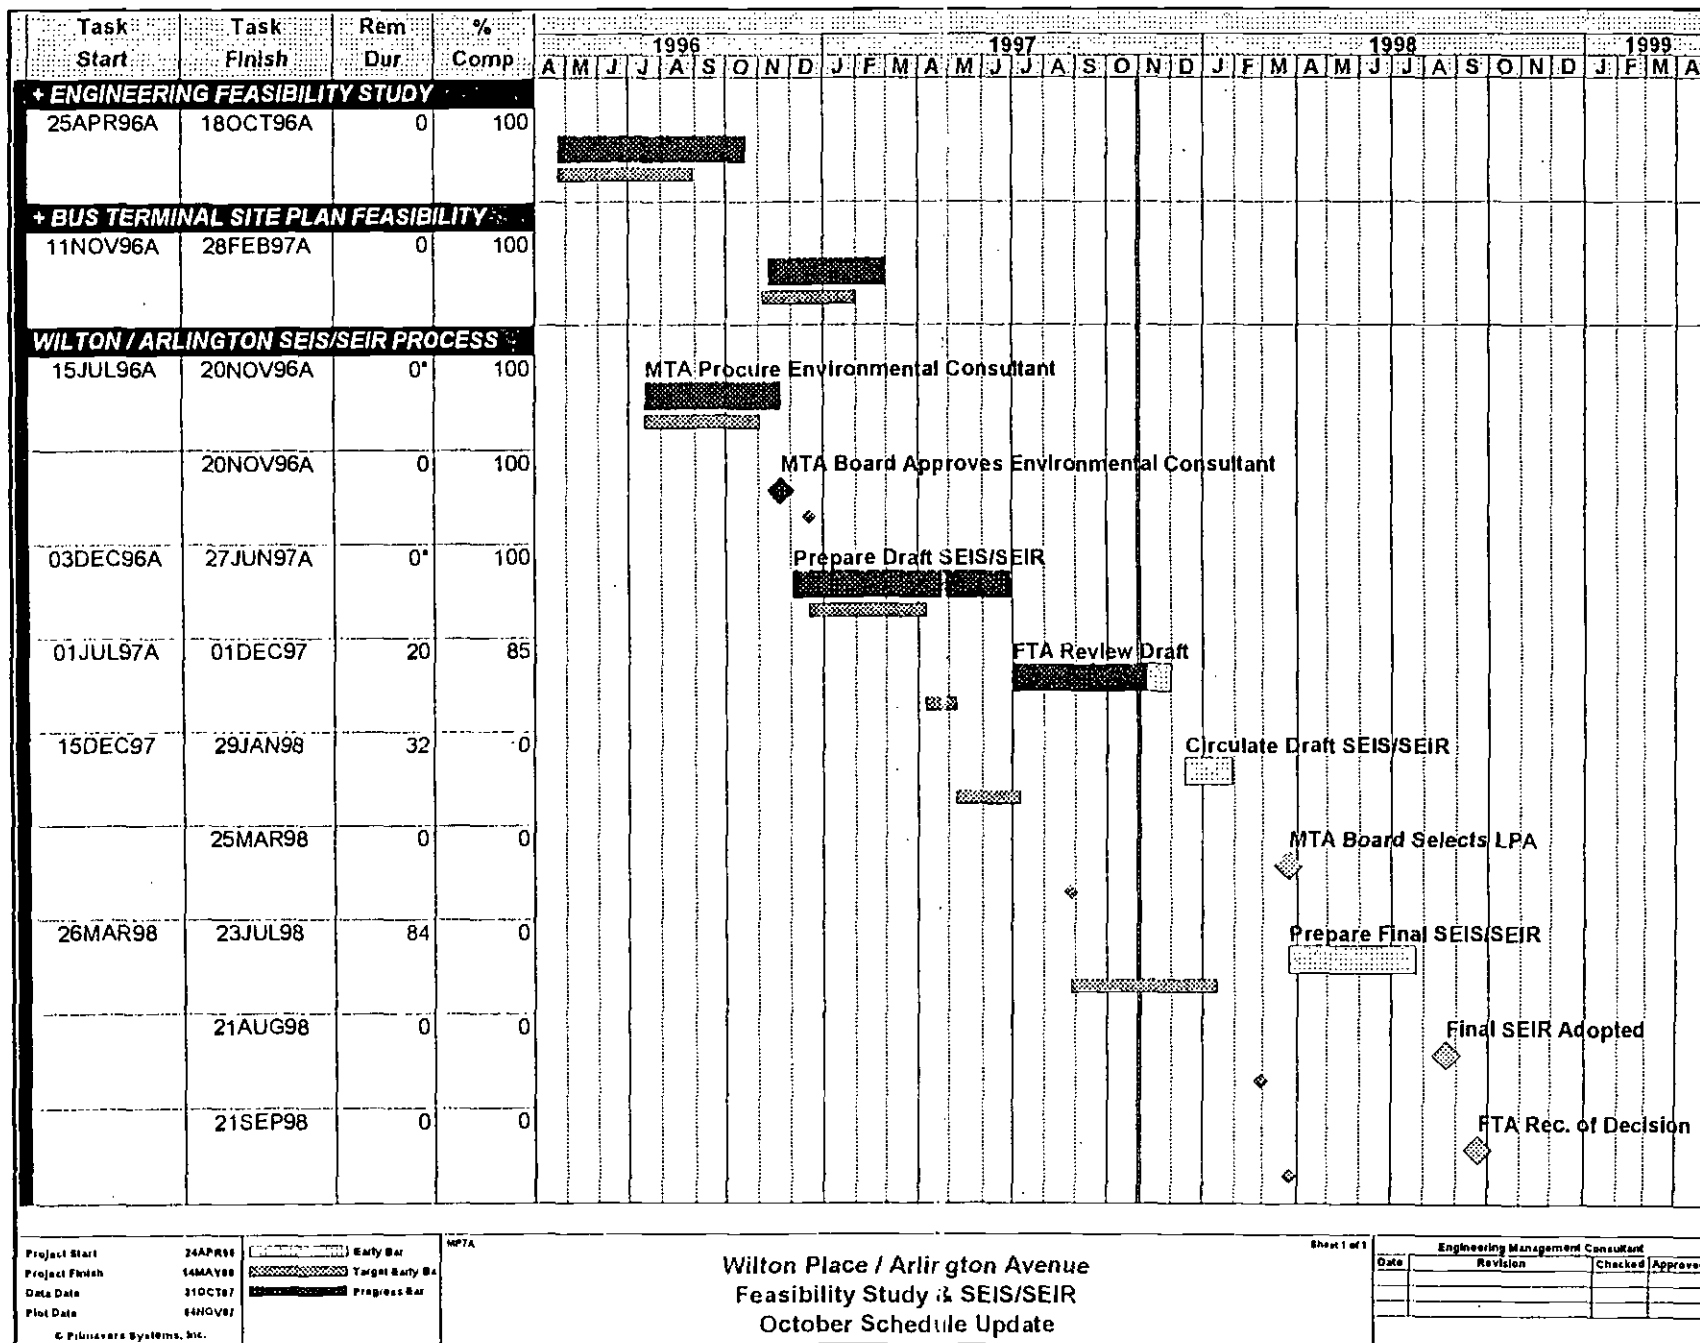 Task Task Rem %
Start Finish Dur Comp
1996 1997 1998 1999
A M J J A S O N D J F M A M J J A S O N D J F M A M J J A S O N D J F M A
+ ENGINEERING FEASIBILITY STUDY
25APR96A 18OCT96A 0 100
+ BUS TERMINAL SITE PLAN FEASIBILITY
11NOV96A 28FEB97A 0 100
WILTON / ARLINGTON SEIS/SEIR PROCESS
15JUL96A 20NOV96A 0* 100 MTA Procure Environmental Consultant
20NOV96A 0 100 MTA Board Approves Environmental Consultant
03DEC96A 27JUN97A 0* 100 Prepare Draft SEIS/SEIR
01JUL97A 01DEC97 20 85 FTA Review Draft
15DEC97 29JAN98 32 0 Circulate Draft SEIS/SEIR
25MAR98 0 0 MTA Board Selects LPA
26MAR98 23JUL98 84 0 Prepare Final SEIS/SEIR
21AUG98 0 0 Final SEIR Adopted
21SEP98 0 0 FTA Rec. of Decision
Project Start 24APR96
Project Finish
Data Date 31OCT97
Plot Date
© Primavera Systems, Inc.
Early Bar
Target Early Ba
Progress Bar
MP7A
Wilton Place / Arlington Avenue
Feasibility Study & SEIS/SEIR
October Schedule Update
Sheet 1 of 1
Engineering Management Consultant
Date Revision Checked Approved